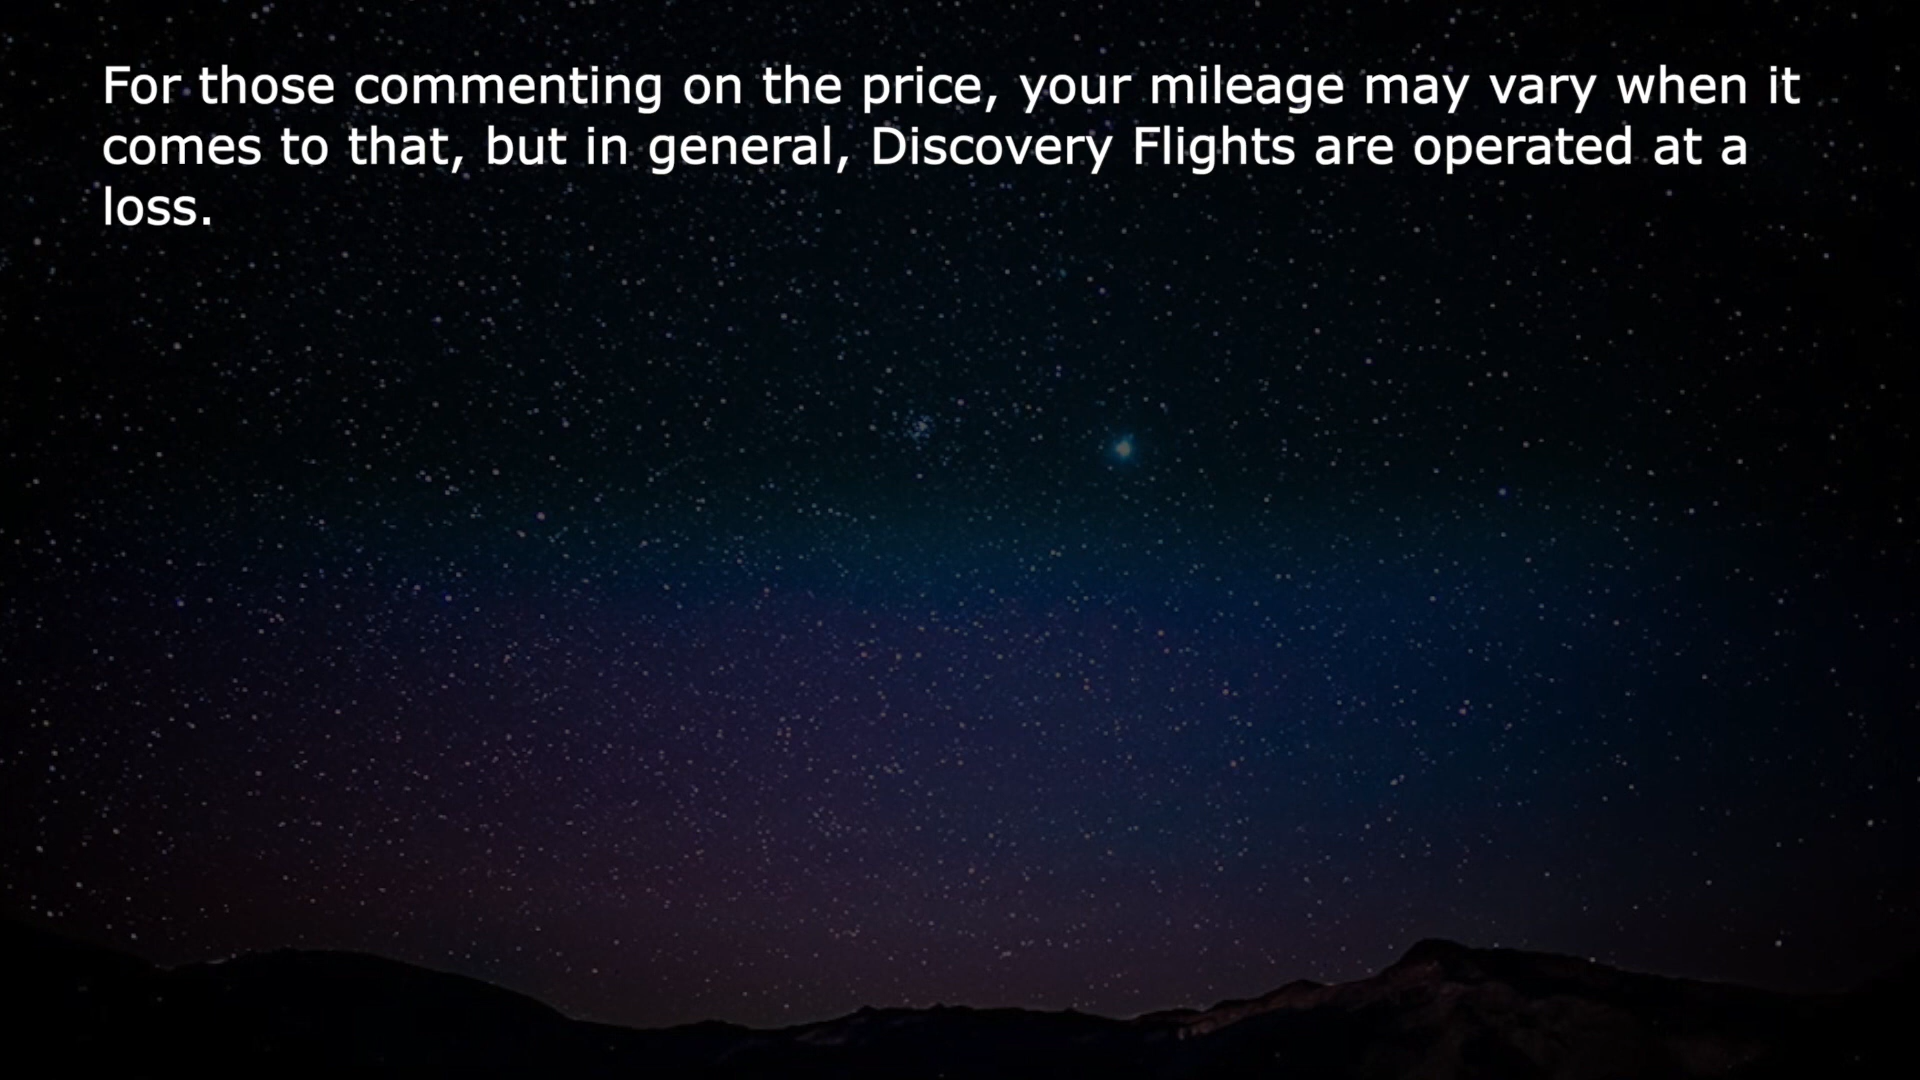 For those commenting on the price, your mileage may vary when it
comes to that, but in general, Discovery Flights are operated at a
loss.